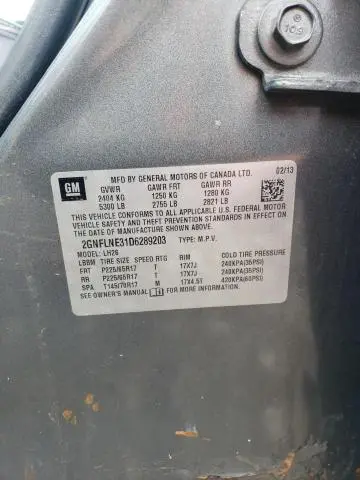 109
GM
MFD BY GENERAL MOTORS OF CANADA LTD. 02/13
GVWR GAWR FRT GAWR RR
2404 KG 1250 KG 1280 KG
5300 LB 2755 LB 2821 LB
THIS VEHICLE CONFORMS TO ALL APPLICABLE U.S. FEDERAL MOTOR
VEHICLE SAFETY AND THEFT PREVENTION STANDARDS IN EFFECT
ON THE DATE OF MANUFACTURE SHOWN ABOVE.
2GNFLNE31D6289203 TYPE: M.P.V.
MODEL: LH26
LBBM TIRE SIZE SPEED RTG RIM COLD TIRE PRESSURE
FRT P225/65R17 T 17X7J 240KPA(35PSI)
RR P225/65R17 T 17X7J 240KPA(35PSI)
SPA T145/70R17 M 17X4.5T 420KPA(60PSI)
SEE OWNER'S MANUAL FOR MORE INFORMATION.